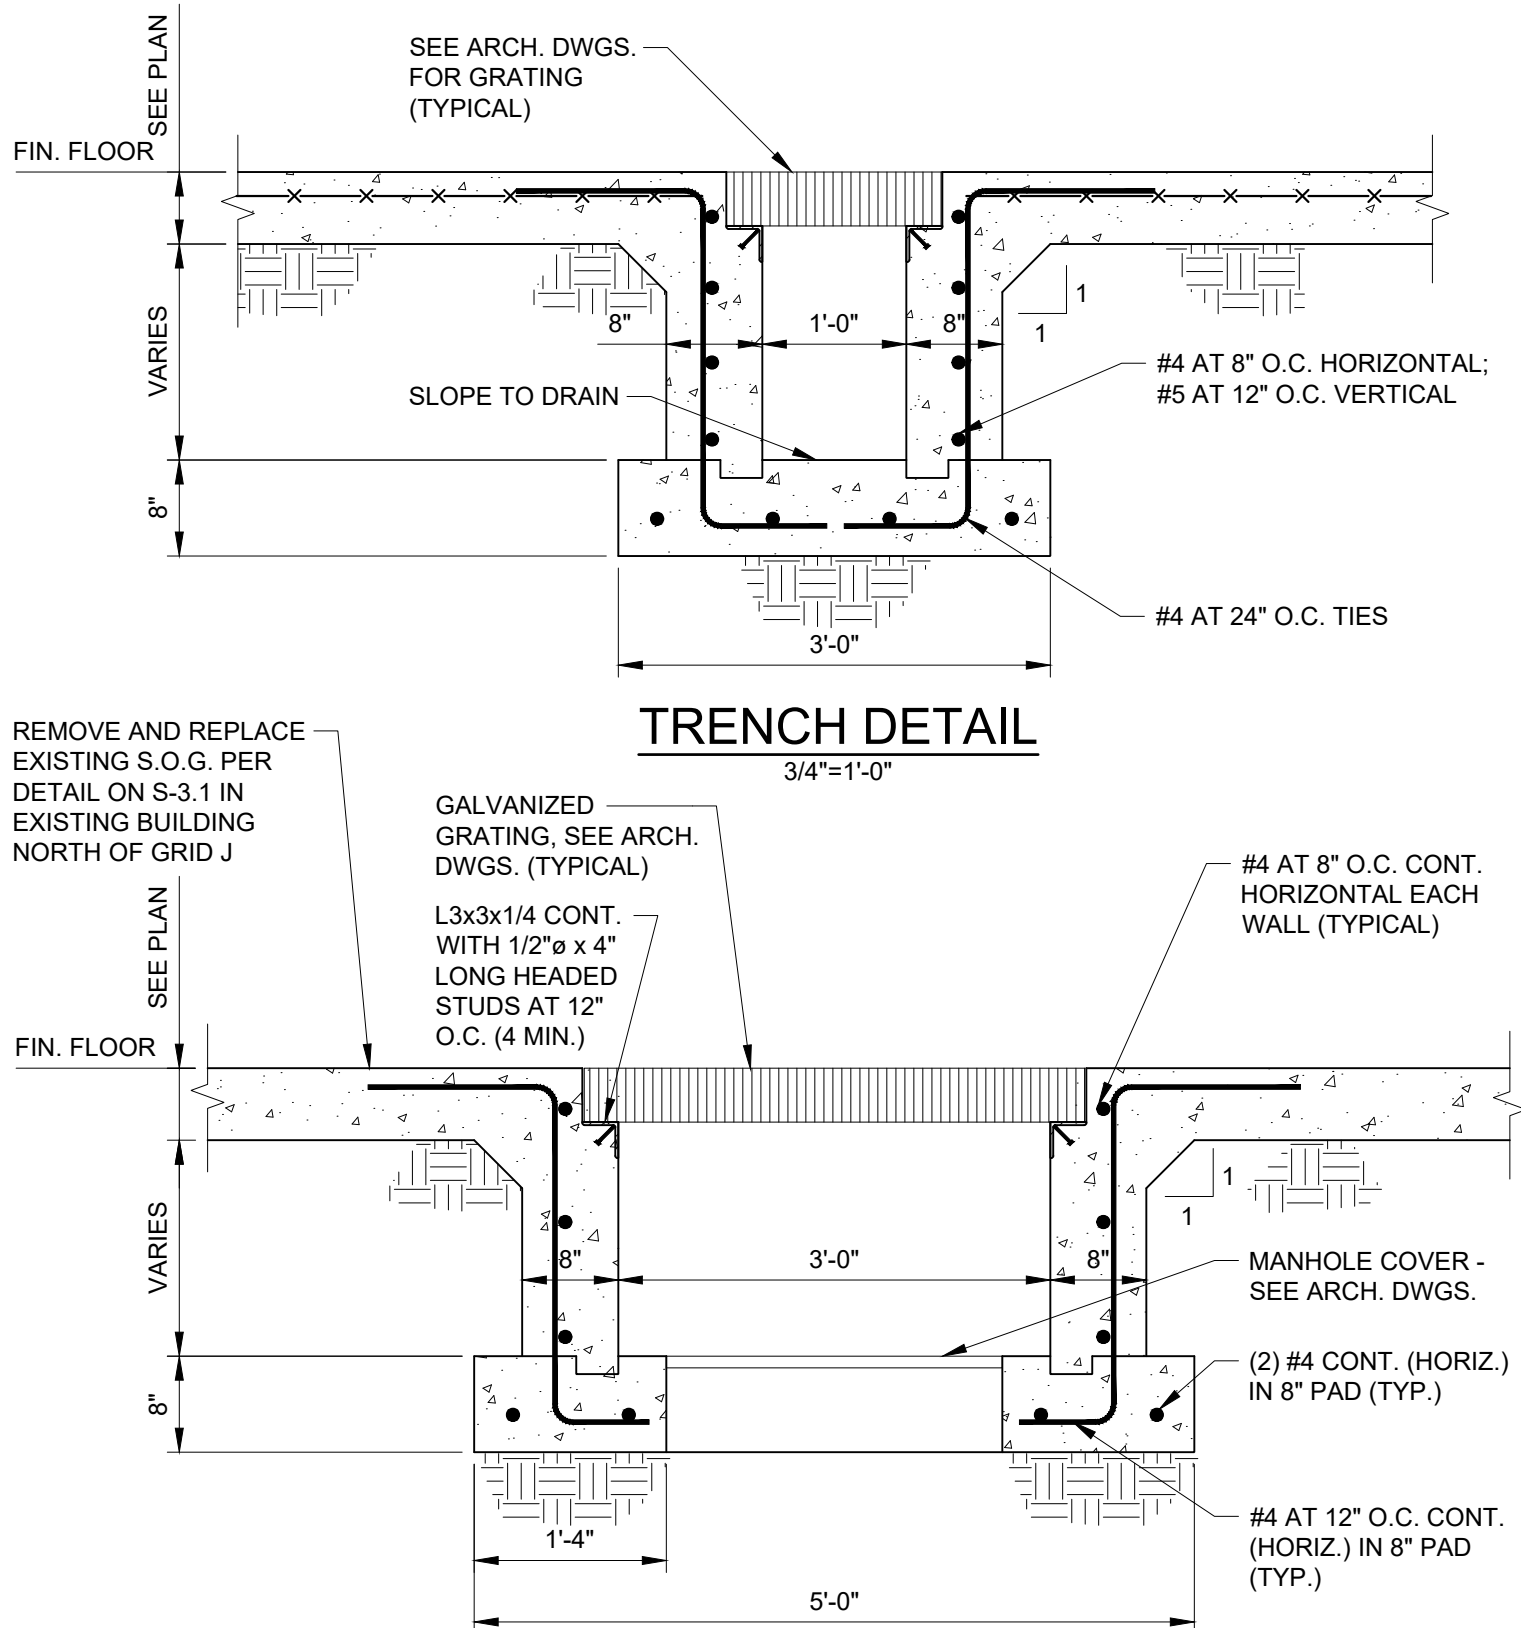 SEE PLAN
SEE ARCH. DWGS.
FOR GRATING
(TYPICAL)
FIN. FLOOR
VARIES
8"
1'-0"
8"
1
1
#4 AT 8" O.C. HORIZONTAL;
#5 AT 12" O.C. VERTICAL
SLOPE TO DRAIN
8"
#4 AT 24" O.C. TIES
3'-0"
TRENCH DETAIL
3/4"=1'-0"
REMOVE AND REPLACE
EXISTING S.O.G. PER
DETAIL ON S-3.1 IN
EXISTING BUILDING
NORTH OF GRID J
GALVANIZED
GRATING, SEE ARCH.
DWGS. (TYPICAL)
L3x3x1/4 CONT.
WITH 1/2"ø x 4"
LONG HEADED
STUDS AT 12"
O.C. (4 MIN.)
#4 AT 8" O.C. CONT.
HORIZONTAL EACH
WALL (TYPICAL)
SEE PLAN
FIN. FLOOR
VARIES
1
1
8"
3'-0"
8"
MANHOLE COVER -
SEE ARCH. DWGS.
(2) #4 CONT. (HORIZ.)
IN 8" PAD (TYP.)
8"
#4 AT 12" O.C. CONT.
(HORIZ.) IN 8" PAD
(TYP.)
1'-4"
5'-0"